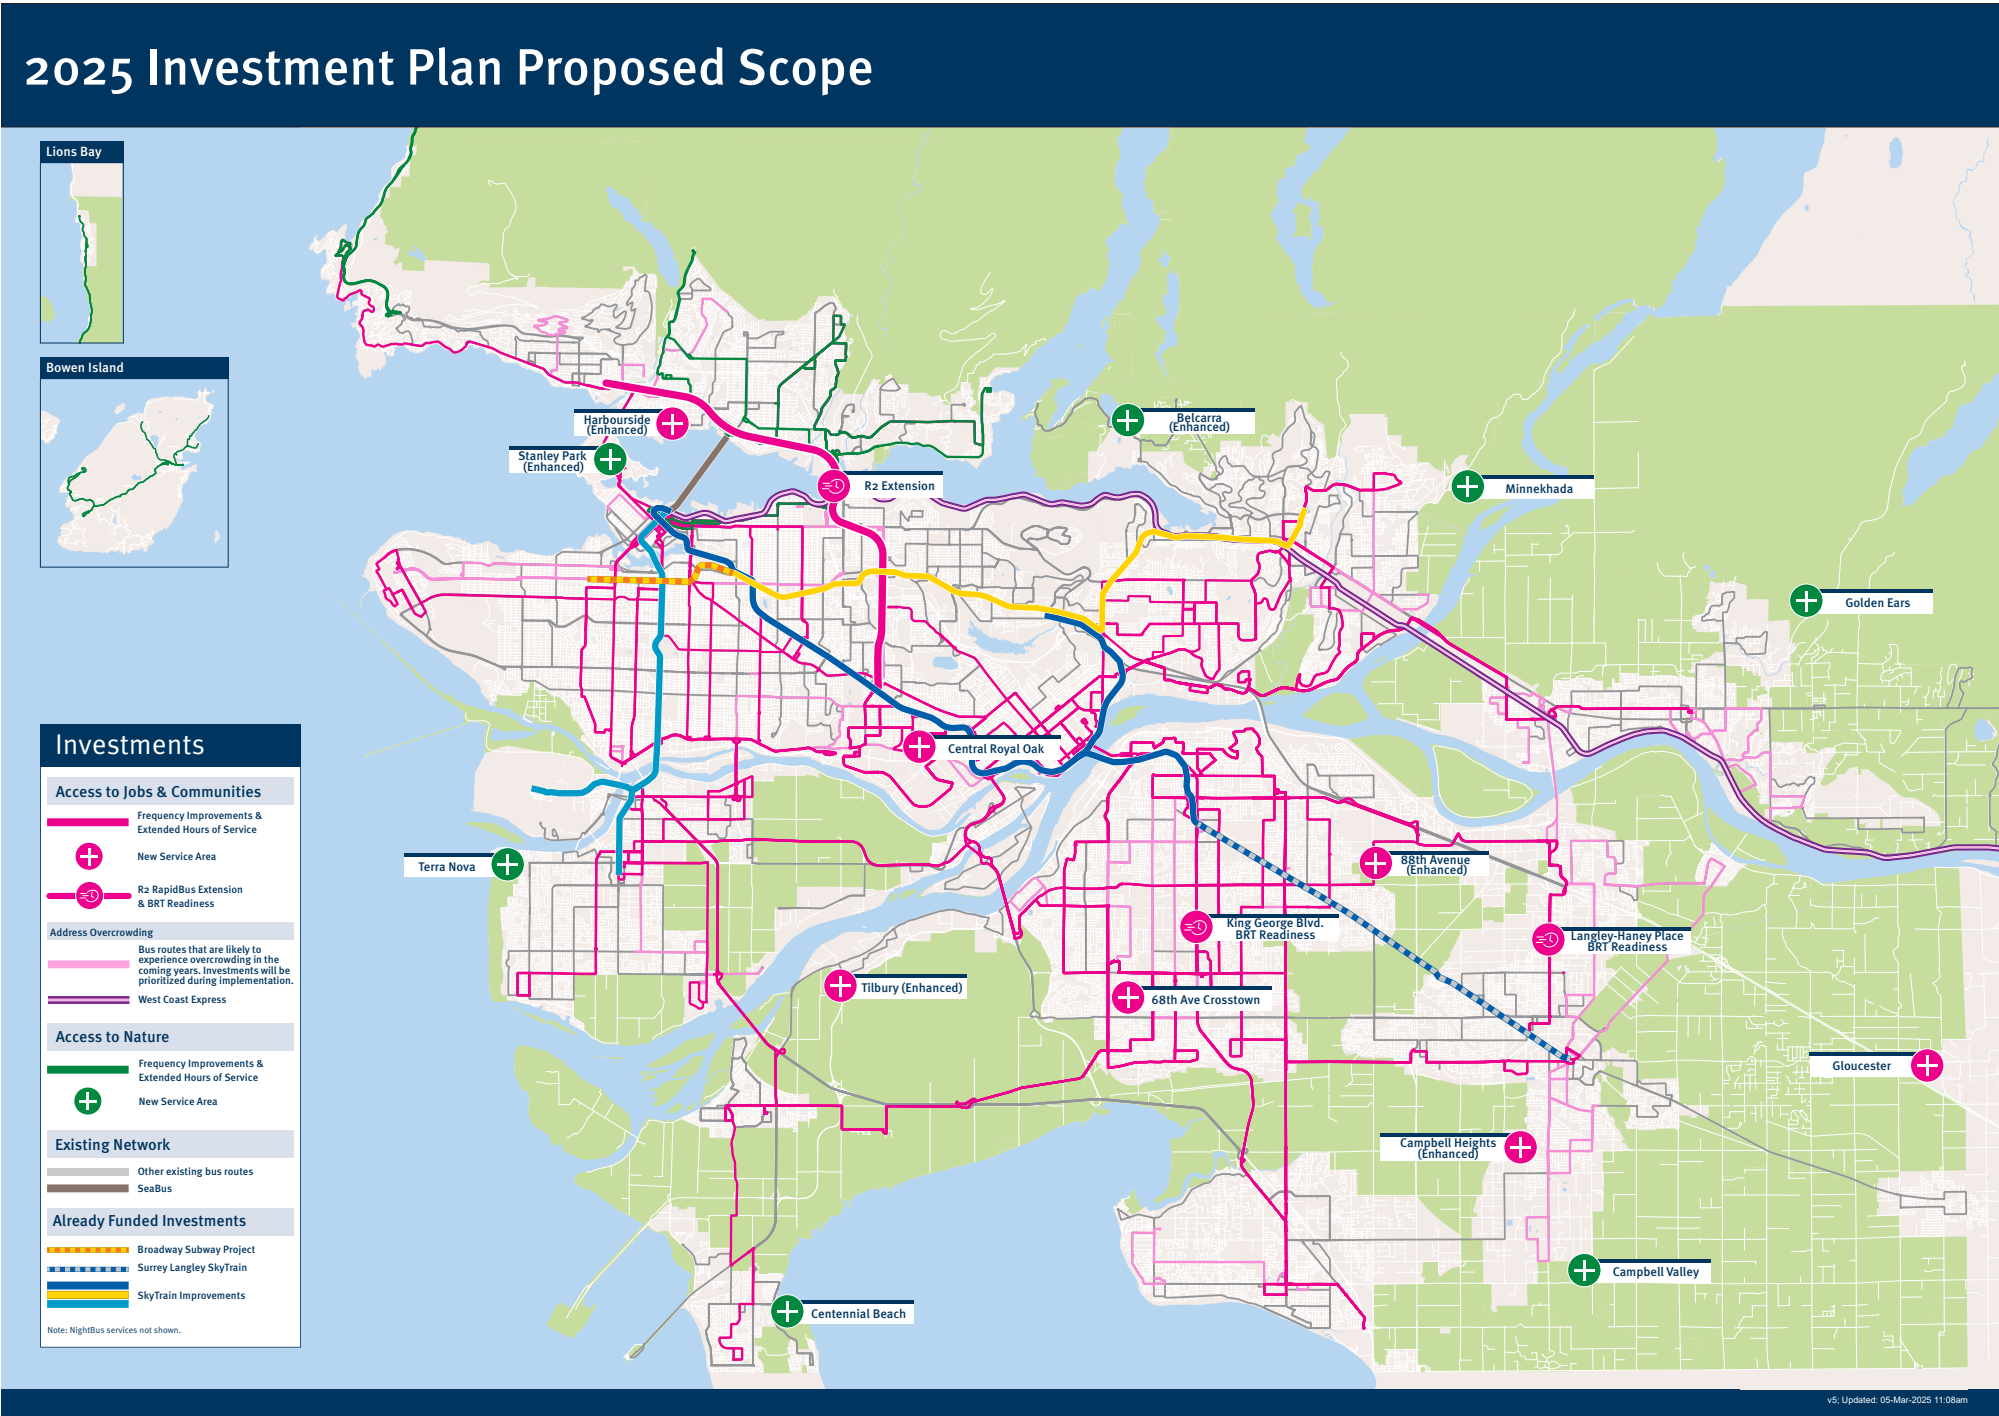 2025 Investment Plan Proposed Scope
Lions Bay
Bowen Island
Harbourside
(Enhanced)
Stanley Park
(Enhanced)
R2 Extension
Belcarra
(Enhanced)
Minnekhada
Golden Ears
Central Royal Oak
Terra Nova
88th Avenue
(Enhanced)
King George Blvd.
BRT Readiness
Langley-Haney Place
BRT Readiness
Tilbury (Enhanced)
68th Ave Crosstown
Gloucester
Campbell Heights
(Enhanced)
Campbell Valley
Centennial Beach
Investments
Access to Jobs & Communities
Frequency Improvements &
Extended Hours of Service
New Service Area
R2 RapidBus Extension
& BRT Readiness
Address Overcrowding
Bus routes that are likely to
experience overcrowding in the
coming years. Investments will be
prioritized during implementation.
West Coast Express
Access to Nature
Frequency Improvements &
Extended Hours of Service
New Service Area
Existing Network
Other existing bus routes
SeaBus
Already Funded Investments
Broadway Subway Project
Surrey Langley SkyTrain
SkyTrain Improvements
Note: NightBus services not shown.
v5; Updated: 05-Mar-2025 11:08am